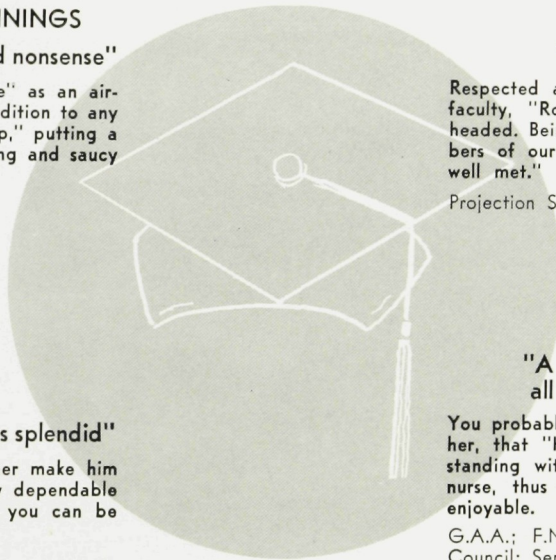 NINGS
d nonsense"
e" as an air-
dition to any
p," putting a
ng and saucy
s splendid"
er make him
y dependable
you can be
Respected a
faculty, "Ro
headed. Bei
bers of our
well met."
Projection S
"A
all
You probabl
her, that "H
standing wit
nurse, thus
enjoyable.
G.A.A.; F.N
Council; Se